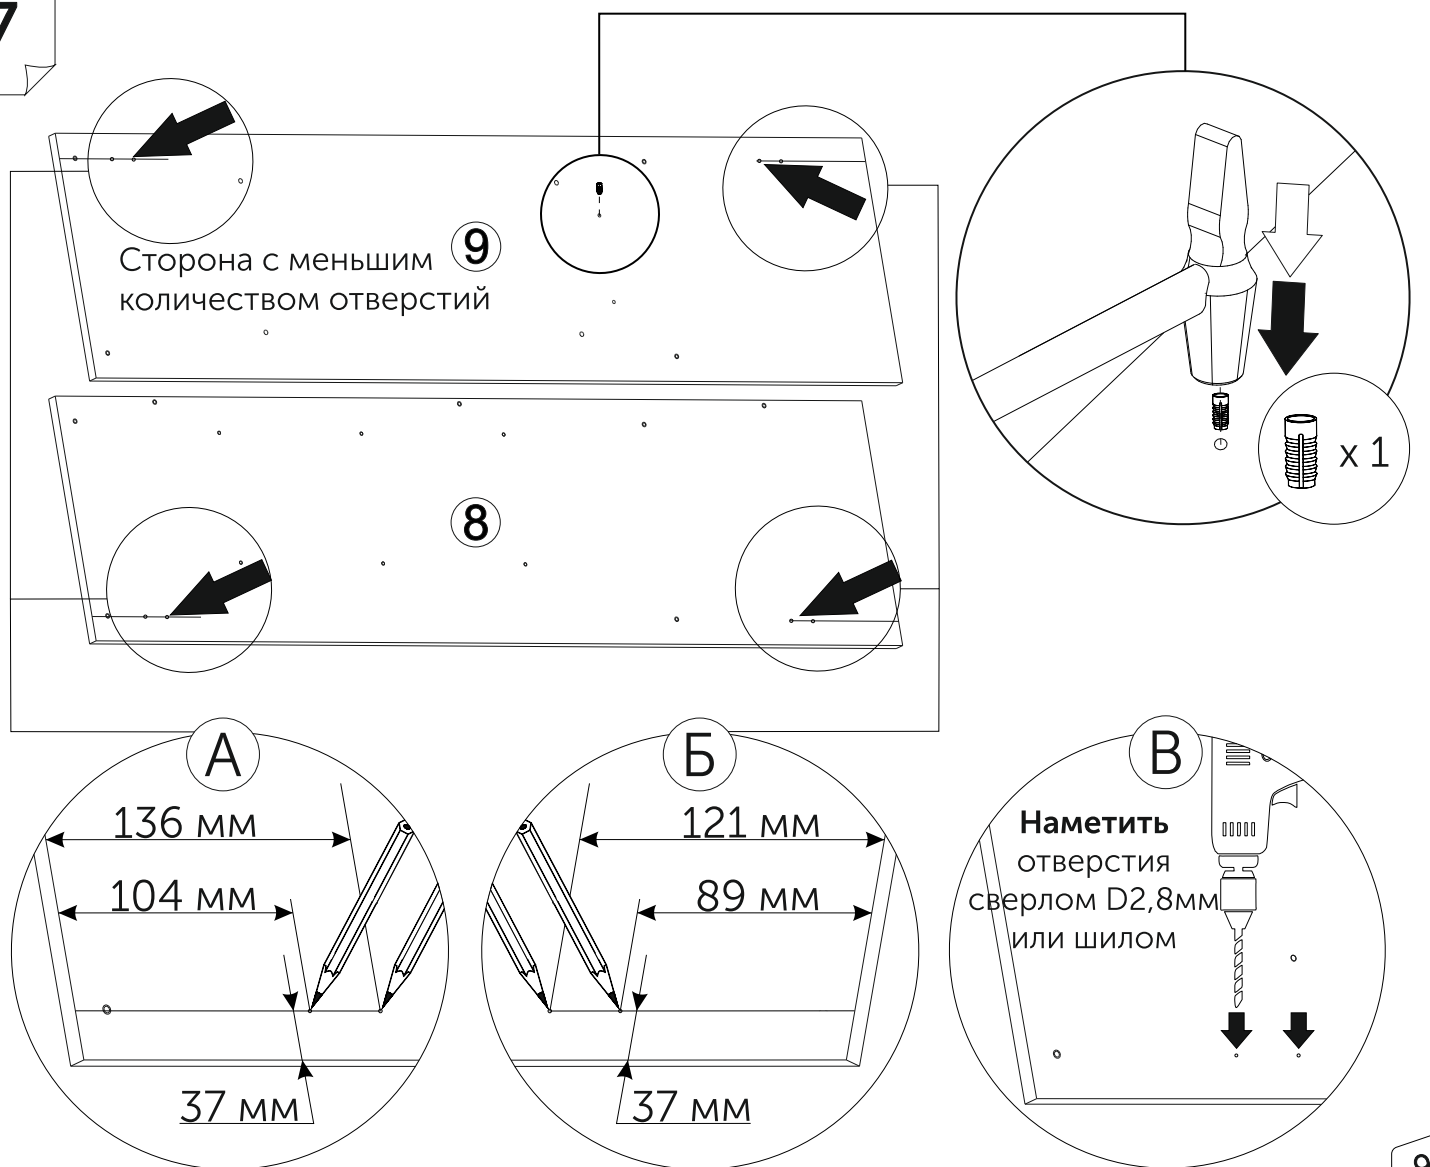 7
Сторона с меньшим
количеством отверстий
9
x 1
8
А
136 мм
104 мм
37 мм
Б
121 мм
89 мм
37 мм
В
Наметить
отверстия
сверлом D2,8мм
или шилом
9